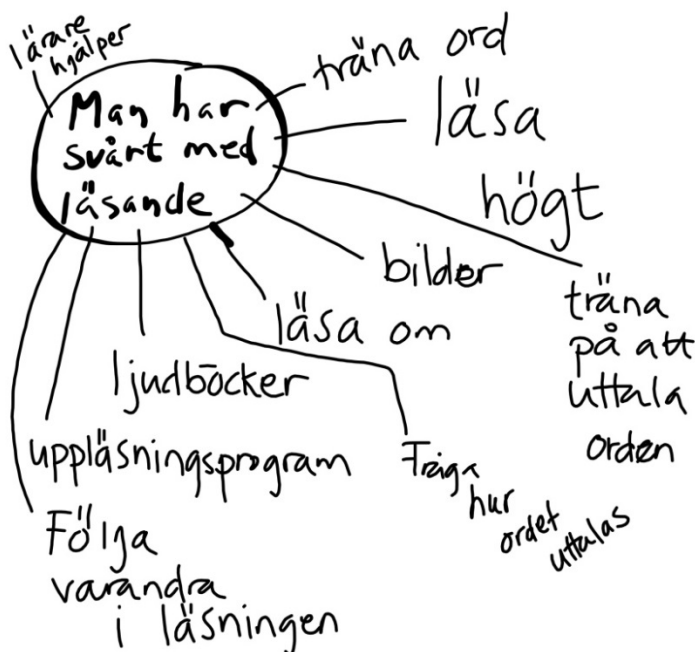 lärare
hjälper
Man har
svårt med
läsande
träna ord
läsa
högt
bilder
träna
på att
uttala
orden
läsa om
ljudböcker
uppläsningsprogram
Fråga
hur
ordet
uttalas
Följa
varandra
i läsningen